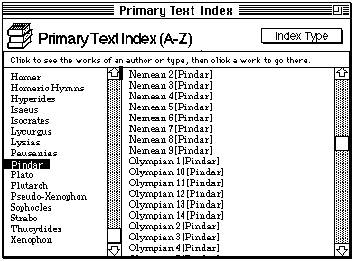 Primary Text Index
Primary Text Index (A-Z)
Index Type
Click to see the works of an author or type, then click a work to go there.
Homer
Homeric Hymns
Hyperides
Isaeus
Isocrates
Lycurgus
Lysias
Pausanias
Pindar
Plato
Plutarch
Pseudo-Xenophon
Sophocles
Strabo
Thucydides
Xenophon
Nemean 2 [Pindar]
Nemean 3 [Pindar]
Nemean 4 [Pindar]
Nemean 5 [Pindar]
Nemean 6 [Pindar]
Nemean 7 [Pindar]
Nemean 8 [Pindar]
Nemean 9 [Pindar]
Olympian 1 [Pindar]
Olympian 10 [Pindar]
Olympian 11 [Pindar]
Olympian 12 [Pindar]
Olympian 13 [Pindar]
Olympian 14 [Pindar]
Olympian 2 [Pindar]
Olympian 3 [Pindar]
Olympian 4 [Pindar]